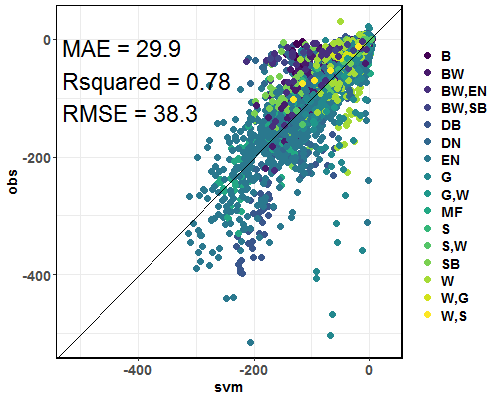 MAE = 29.9
Rsquared = 0.78
RMSE = 38.3
0
-200
-400
obs
-400 -200 0
svm
B
BW
BW,EN
BW,SB
DB
DN
EN
G
G,W
MF
S
S,W
SB
W
W,G
W,S